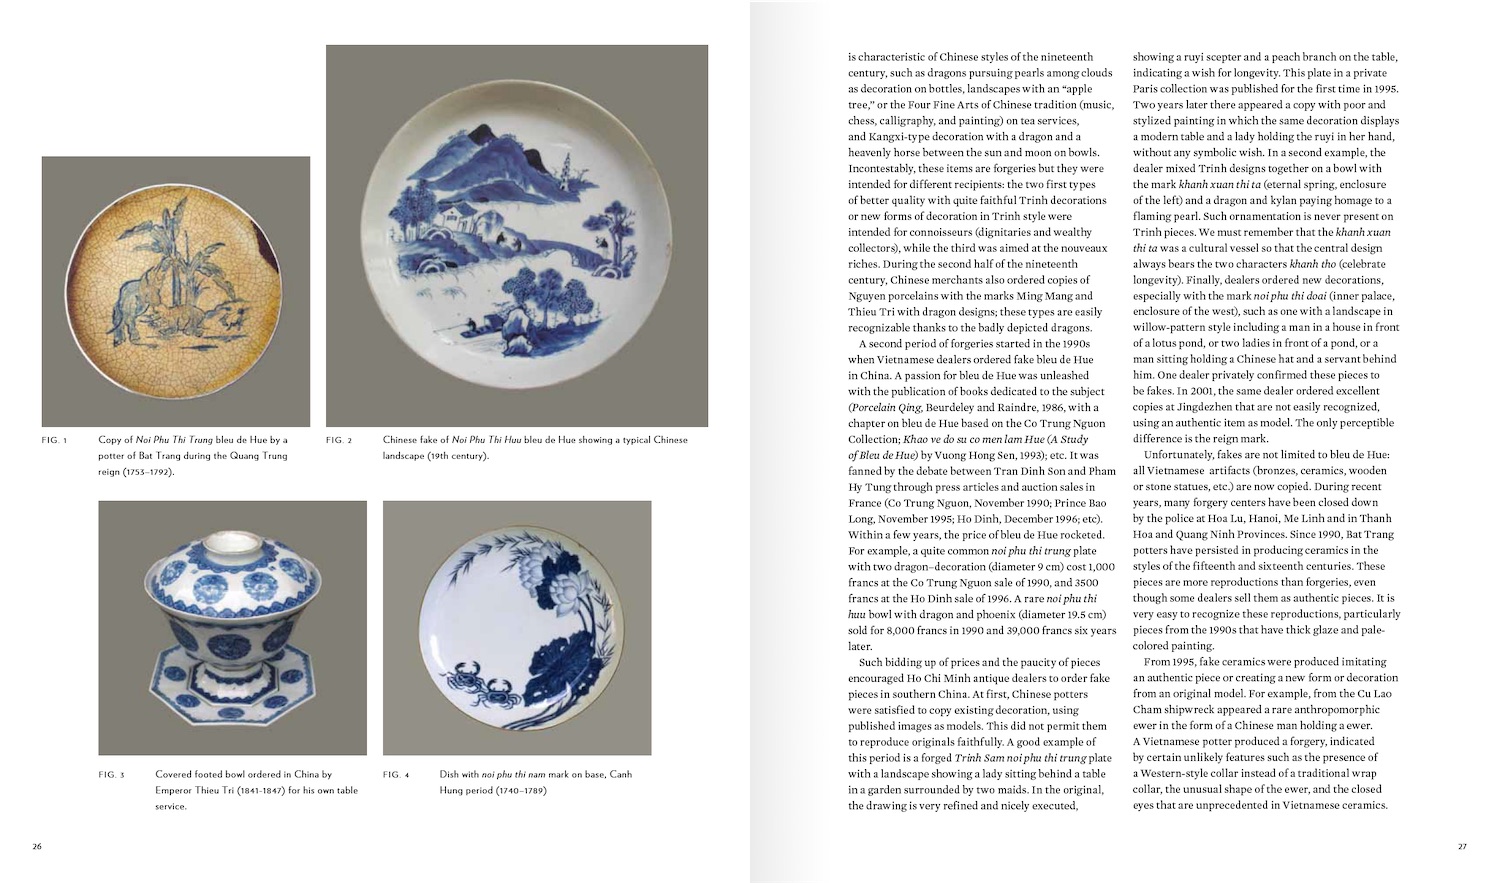 FIG. 1
Copy of Noi Phu Thi Trung bleu de Hue by a
potter of Bat Trang during the Quang Trung
reign (1753–1792).
FIG. 2
Chinese fake of Noi Phu Thi Huu bleu de Hue showing a typical Chinese
landscape (19th century).
FIG. 3
Covered footed bowl ordered in China by
Emperor Thieu Tri (1841-1847) for his own table
service.
FIG. 4
Dish with noi phu thi nam mark on base, Canh
Hung period (1740–1789)
26
is characteristic of Chinese styles of the nineteenth
century, such as dragons pursuing pearls among clouds
as decoration on bottles, landscapes with an “apple
tree,” or the Four Fine Arts of Chinese tradition (music,
chess, calligraphy, and painting) on tea services,
and Kangxi-type decoration with a dragon and a
heavenly horse between the sun and moon on bowls.
Incontestably, these items are forgeries but they were
intended for different recipients: the two first types
of better quality with quite faithful Trinh decorations
or new forms of decoration in Trinh style were
intended for connoisseurs (dignitaries and wealthy
collectors), while the third was aimed at the nouveaux
riches. During the second half of the nineteenth
century, Chinese merchants also ordered copies of
Nguyen porcelains with the marks Ming Mang and
Thieu Tri with dragon designs; these types are easily
recognizable thanks to the badly depicted dragons.
A second period of forgeries started in the 1990s
when Vietnamese dealers ordered fake bleu de Hue
in China. A passion for bleu de Hue was unleashed
with the publication of books dedicated to the subject
(Porcelain Qing, Beurdeley and Raindre, 1986, with a
chapter on bleu de Hue based on the Co Trung Nguon
Collection; Khao ve do su co men lam Hue (A Study
of Bleu de Hue) by Vuong Hong Sen, 1993); etc. It was
fanned by the debate between Tran Dinh Son and Pham
Hy Tung through press articles and auction sales in
France (Co Trung Nguon, November 1990; Prince Bao
Long, November 1995; Ho Dinh, December 1996; etc).
Within a few years, the price of bleu de Hue rocketed.
For example, a quite common noi phu thi trung plate
with two dragon–decoration (diameter 9 cm) cost 1,000
francs at the Co Trung Nguon sale of 1990, and 3500
francs at the Ho Dinh sale of 1996. A rare noi phu thi
huu bowl with dragon and phoenix (diameter 19.5 cm)
sold for 8,000 francs in 1990 and 39,000 francs six years
later.
Such bidding up of prices and the paucity of pieces
encouraged Ho Chi Minh antique dealers to order fake
pieces in southern China. At first, Chinese potters
were satisfied to copy existing decoration, using
published images as models. This did not permit them
to reproduce originals faithfully. A good example of
this period is a forged Trinh Sam noi phu thi trung plate
with a landscape showing a lady sitting behind a table
in a garden surrounded by two maids. In the original,
the drawing is very refined and nicely executed,
showing a ruyi scepter and a peach branch on the table,
indicating a wish for longevity. This plate in a private
Paris collection was published for the first time in 1995.
Two years later there appeared a copy with poor and
stylized painting in which the same decoration displays
a modern table and a lady holding the ruyi in her hand,
without any symbolic wish. In a second example, the
dealer mixed Trinh designs together on a bowl with
the mark khanh xuan thi ta (eternal spring, enclosure
of the left) and a dragon and kylan paying homage to a
flaming pearl. Such ornamentation is never present on
Trinh pieces. We must remember that the khanh xuan
thi ta was a cultural vessel so that the central design
always bears the two characters khanh tho (celebrate
longevity). Finally, dealers ordered new decorations,
especially with the mark noi phu thi doai (inner palace,
enclosure of the west), such as one with a landscape in
willow-pattern style including a man in a house in front
of a lotus pond, or two ladies in front of a pond, or a
man sitting holding a Chinese hat and a servant behind
him. One dealer privately confirmed these pieces to
be fakes. In 2001, the same dealer ordered excellent
copies at Jingdezhen that are not easily recognized,
using an authentic item as model. The only perceptible
difference is the reign mark.
Unfortunately, fakes are not limited to bleu de Hue:
all Vietnamese artifacts (bronzes, ceramics, wooden
or stone statues, etc.) are now copied. During recent
years, many forgery centers have been closed down
by the police at Hoa Lu, Hanoi, Me Linh and in Thanh
Hoa and Quang Ninh Provinces. Since 1990, Bat Trang
potters have persisted in producing ceramics in the
styles of the fifteenth and sixteenth centuries. These
pieces are more reproductions than forgeries, even
though some dealers sell them as authentic pieces. It is
very easy to recognize these reproductions, particularly
pieces from the 1990s that have thick glaze and pale-
colored painting.
From 1995, fake ceramics were produced imitating
an authentic piece or creating a new form or decoration
from an original model. For example, from the Cu Lao
Cham shipwreck appeared a rare anthropomorphic
ewer in the form of a Chinese man holding a ewer.
A Vietnamese potter produced a forgery, indicated
by certain unlikely features such as the presence of
a Western-style collar instead of a traditional wrap
collar, the unusual shape of the ewer, and the closed
eyes that are unprecedented in Vietnamese ceramics.
27